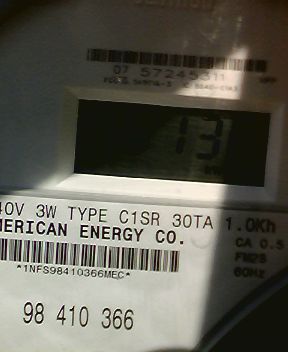 07 57245311
13
40V 3W TYPE C1SR 30TA 1.0Kh
MERICAN ENERGY CO.
CA 0.5
FM2S
60Hz
*1NFS98410366MEC*
98 410 366